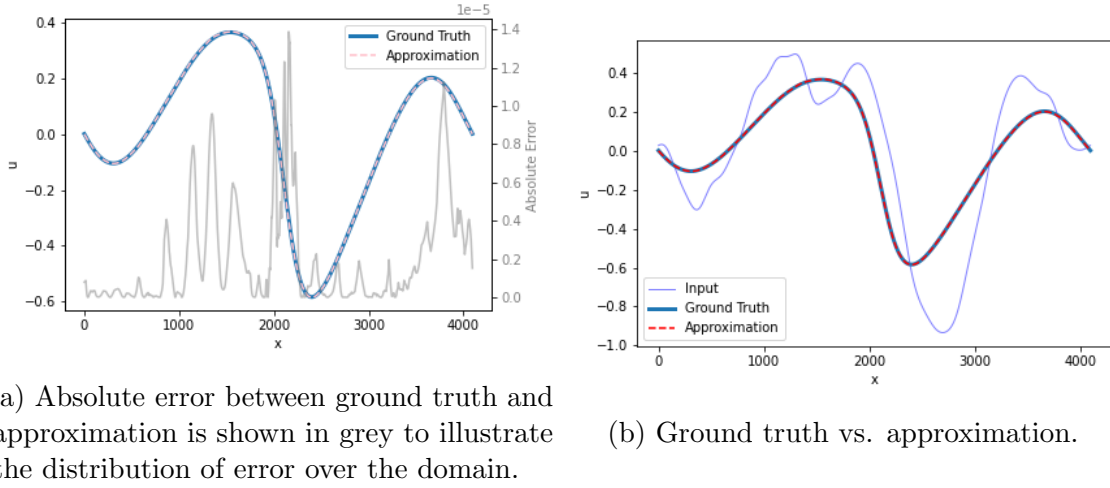 1e−5
0.4
0.2
0.0
−0.2
−0.4
−0.6
u
0
1000
2000
3000
4000
x
1.4
1.2
1.0
0.8
0.6
0.4
0.2
0.0
Absolute Error
Ground Truth
Approximation
0.4
0.2
0.0
−0.2
−0.4
−0.6
−0.8
−1.0
u
0
1000
2000
3000
4000
x
Input
Ground Truth
Approximation
a) Absolute error between ground truth and
approximation is shown in grey to illustrate
the distribution of error over the domain.
(b) Ground truth vs. approximation.